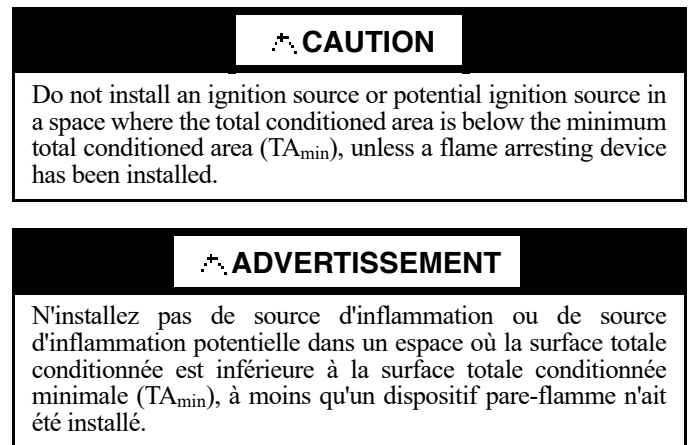 CAUTION
Do not install an ignition source or potential ignition source in
a space where the total conditioned area is below the minimum
total conditioned area (TAmin), unless a flame arresting device
has been installed.
ADVERTISSEMENT
N'installez pas de source d'inflammation ou de source
d'inflammation potentielle dans un espace où la surface totale
conditionnée est inférieure à la surface totale conditionnée
minimale (TAmin), à moins qu'un dispositif pare-flamme n'ait
été installé.